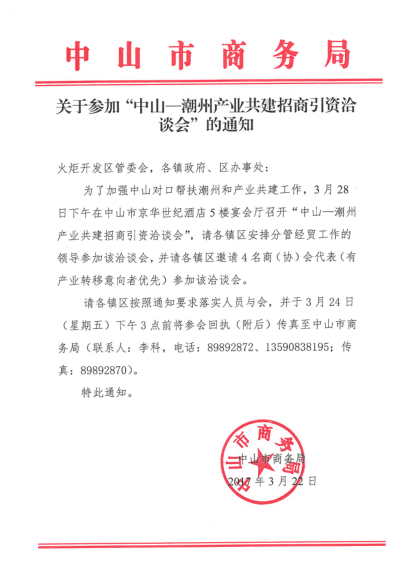 中山市商务局
关于参加“中山—潮州产业共建招商引资洽
谈会”的通知
火炬开发区管委会，各镇政府、区办事处：
为了加强中山对口帮扶潮州和产业共建工作，3 月 28
日下午在中山市京华世纪酒店 5 楼宴会厅召开“中山—潮州
产业共建招商引资洽谈会”，请各镇区安排分管经贸工作的
领导参加该洽谈会，并请各镇区邀请 4 名商（协）会代表（有
产业转移意向者优先）参加该洽谈会。
请各镇区按照通知要求落实人员与会，并于 3 月 24 日
（星期五）下午 3 点前将参会回执（附后）传真至中山市商
务局（联系人：李科，电话：89892872、13590838195；传
真：89892870）。
特此通知。
中山市商务局
中山市商务局
2017 年 3 月 22 日